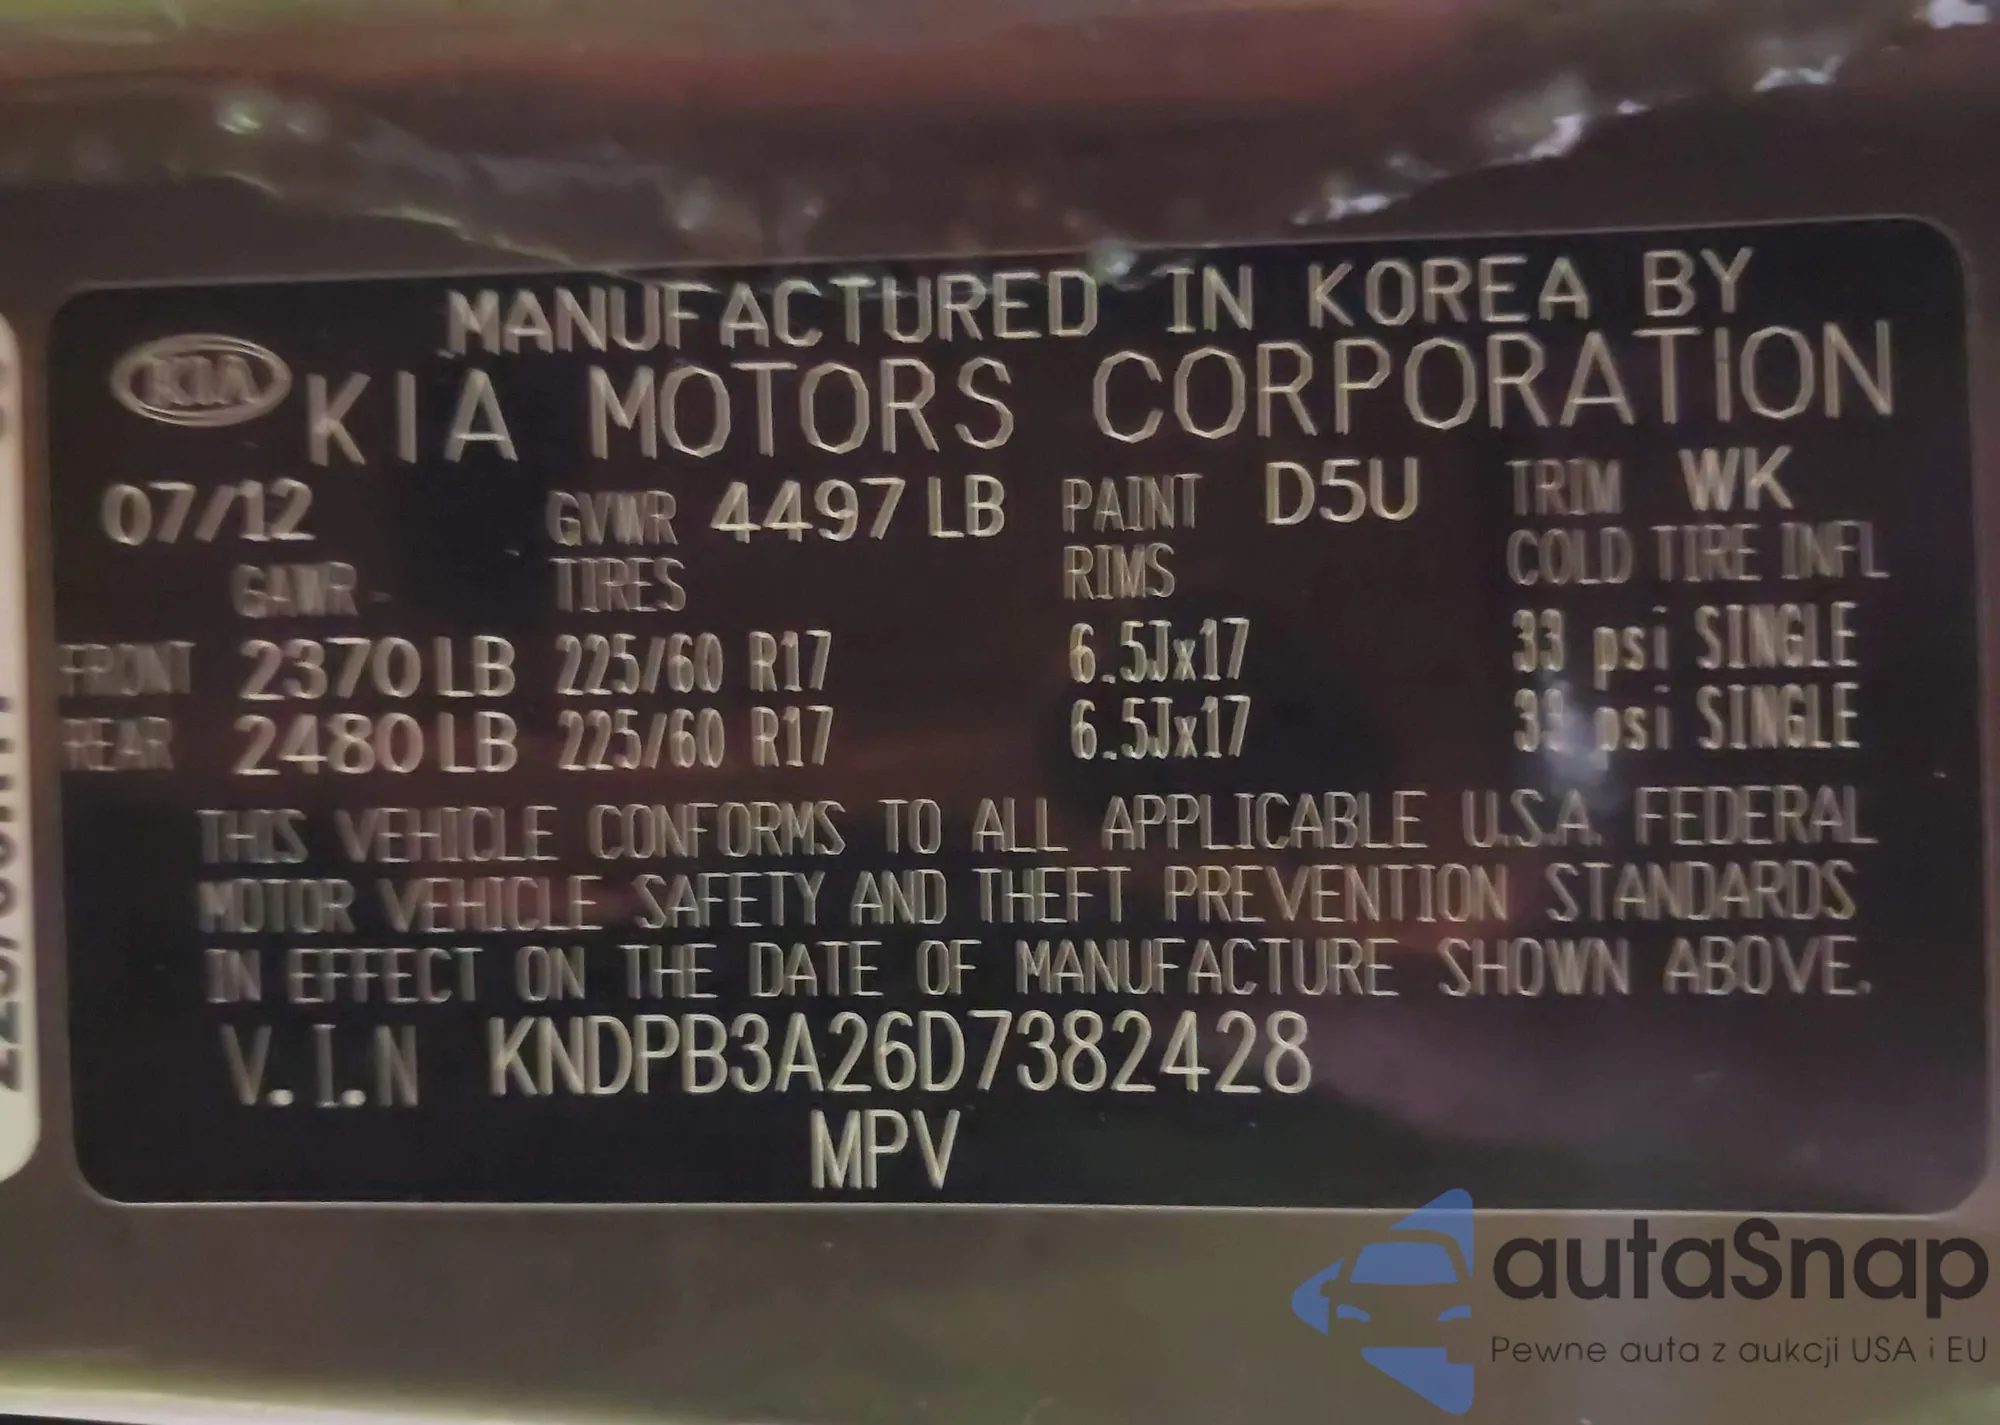 MANUFACTURED IN KOREA BY
KIA KIA MOTORS CORPORATION
07/12 GVWR 4497 LB PAINT D5U TRIM WK
GAWR TIRES RIMS COLD TIRE INFL
FRONT 2370 LB 225/60 R17 6.5Jx17 33 psi SINGLE
REAR 2480 LB 225/60 R17 6.5Jx17 33 psi SINGLE
THIS VEHICLE CONFORMS TO ALL APPLICABLE U.S.A. FEDERAL
MOTOR VEHICLE SAFETY AND THEFT PREVENTION STANDARDS
IN EFFECT ON THE DATE OF MANUFACTURE SHOWN ABOVE.
V.I.N KNDPB3A26D7382428
MPV
autaSnap
Pewne auta z aukcji USA i EU